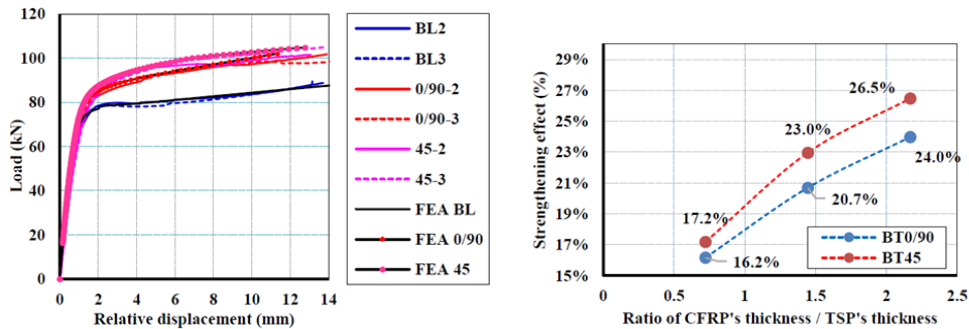 120
100
80
60
40
20
0
0 2 4 6 8 10 12 14
Load (kN)
Relative displacement (mm)
BL2
BL3
0/90-2
0/90-3
45-2
45-3
FEA BL
FEA 0/90
FEA 45
29%
27%
25%
23%
21%
19%
17%
15%
0 0.5 1 1.5 2 2.5
Strengthening effect (%)
Ratio of CFRP's thickness / TSP's thickness
17.2%
23.0%
26.5%
16.2%
20.7%
24.0%
BT0/90
BT45